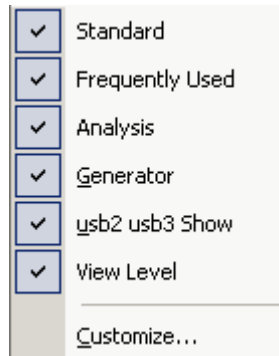 Standard
Frequently Used
Analysis
Generator
usb2 usb3 Show
View Level
Customize...